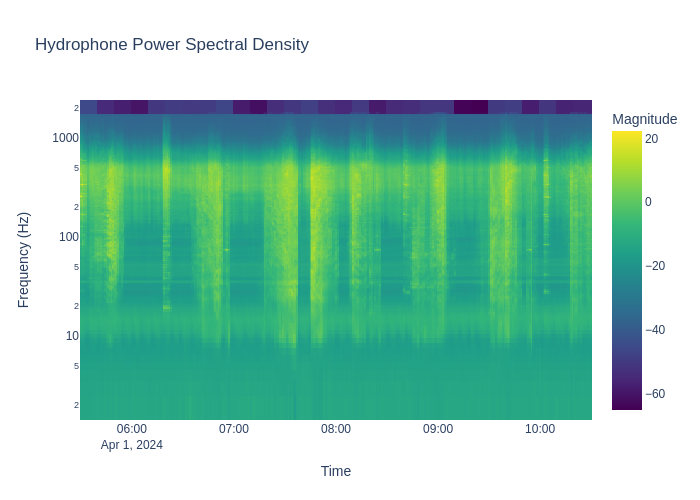 Hydrophone Power Spectral Density
Magnitude
Frequency (Hz)
2
1000
5
2
100
5
2
10
5
2
20
0
−20
−40
−60
06:00 07:00 08:00 09:00 10:00
Apr 1, 2024
Time